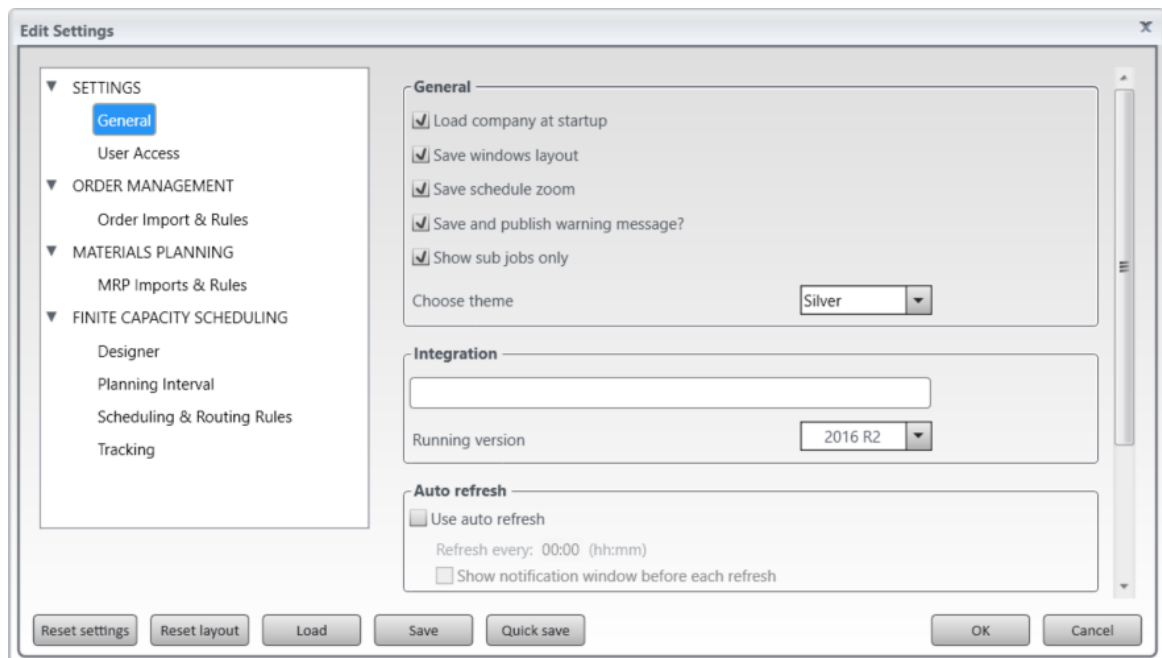 Edit Settings
SETTINGS
General
User Access
ORDER MANAGEMENT
Order Import & Rules
MATERIALS PLANNING
MRP Imports & Rules
FINITE CAPACITY SCHEDULING
Designer
Planning Interval
Scheduling & Routing Rules
Tracking
General
Load company at startup
Save windows layout
Save schedule zoom
Save and publish warning message?
Show sub jobs only
Choose theme Silver
Integration
Running version 2016 R2
Auto refresh
Use auto refresh
Refresh every: 00:00 (hh:mm)
Show notification window before each refresh
Reset settings Reset layout Load Save Quick save OK Cancel